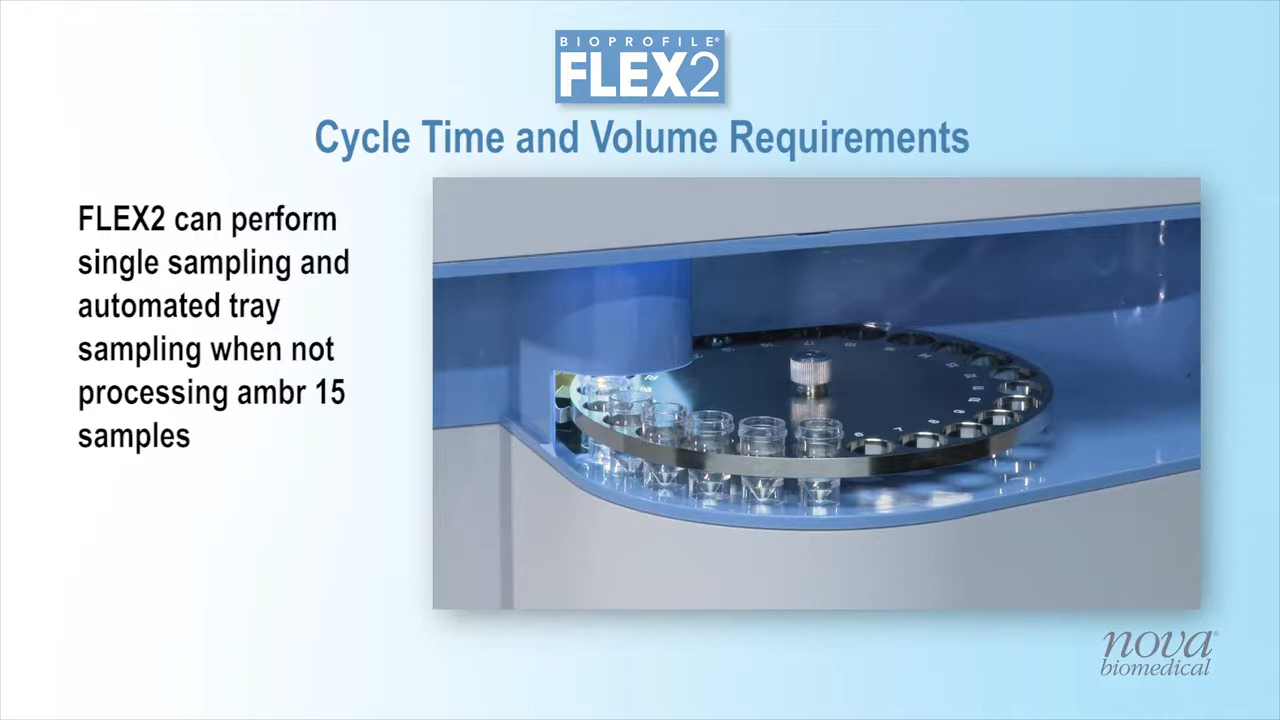 BIOPROFILE®
FLEX2
Cycle Time and Volume Requirements
FLEX2 can perform
single sampling and
automated tray
sampling when not
processing ambr 15
samples
nova®
biomedical